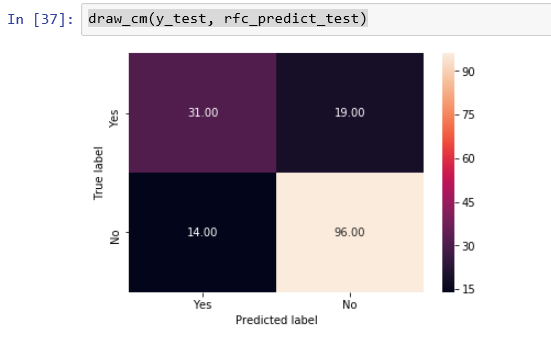 In [37]: draw_cm(y_test, rfc_predict_test)
Yes
31.00
19.00
True label
No
14.00
96.00
Yes
No
Predicted label
90
75
60
45
30
15